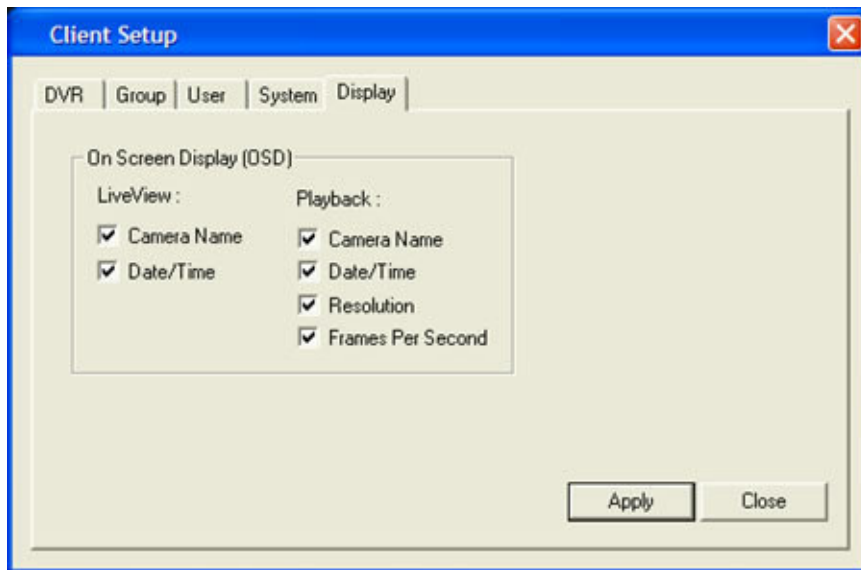 Client Setup
DVR Group User System Display
On Screen Display (OSD)
LiveView :
Camera Name
Date/Time
Playback :
Camera Name
Date/Time
Resolution
Frames Per Second
Apply Close